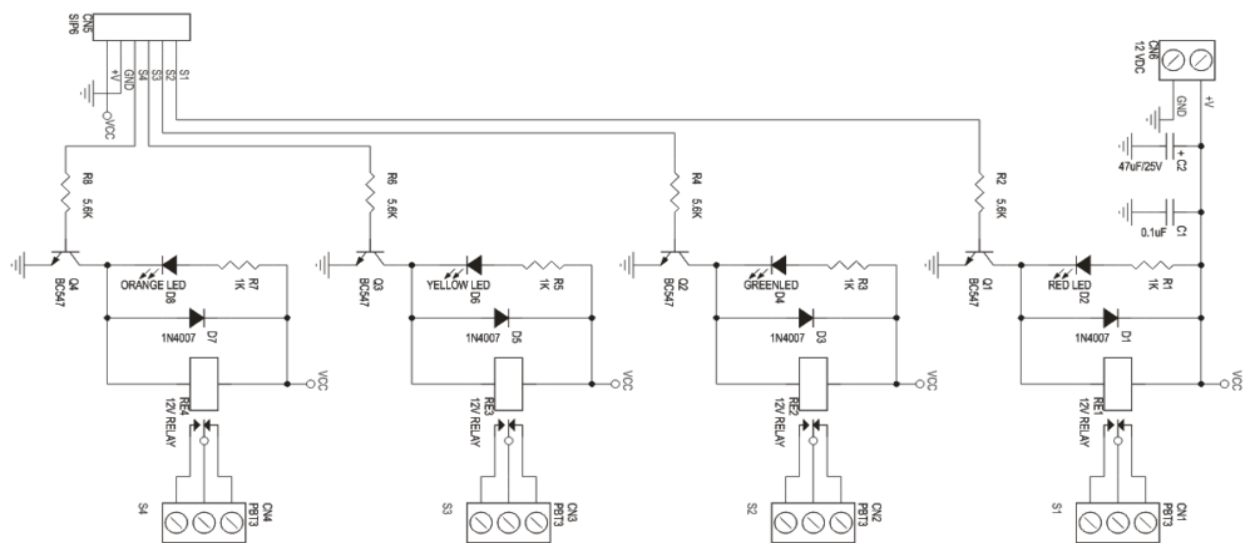 CN5
SIP6
+V
GND
S4
S3
S2
S1
VCC
CN6
12 VDC
GND
+V
47uF/25V
+
C2
0.1uF
C1
R8
5.6K
R6
5.6K
R4
5.6K
R2
5.6K
Q4
BC547
ORANGE LED
D8
R7
1K
1N4007
D7
VCC
RE4
12V RELAY
S4
CN4
PBT3
Q3
BC547
YELLOW LED
D6
R5
1K
1N4007
D5
VCC
RE3
12V RELAY
S3
CN3
PBT3
Q2
BC547
GREENLED
D4
R3
1K
1N4007
D3
VCC
RE2
12V RELAY
S2
CN2
PBT3
Q1
BC547
RED LED
D2
R1
1K
1N4007
D1
VCC
RE1
12V RELAY
S1
CN1
PBT3